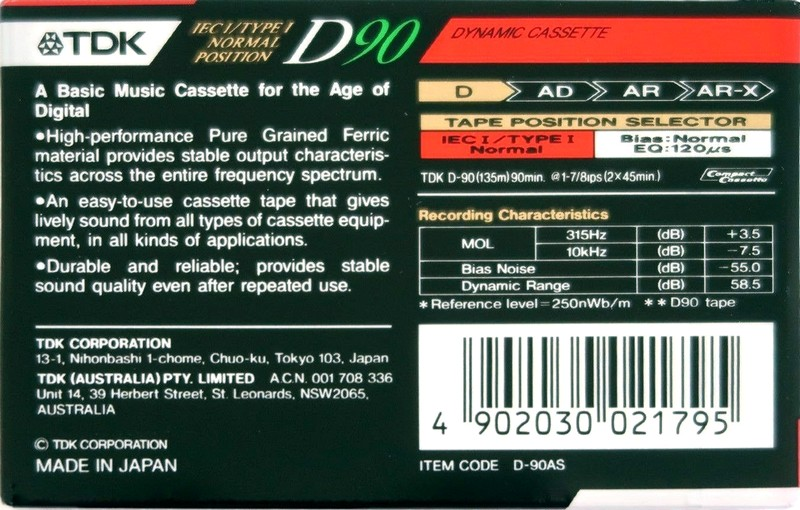 TDK
IEC I/TYPE I
NORMAL
POSITION
D90
DYNAMIC CASSETTE
A Basic Music Cassette for the Age of
Digital
●High-performance Pure Grained Ferric
material provides stable output characteris-
tics across the entire frequency spectrum.
●An easy-to-use cassette tape that gives
lively sound from all types of cassette equip-
ment, in all kinds of applications.
●Durable and reliable; provides stable
sound quality even after repeated use.
TDK CORPORATION
13-1, Nihonbashi 1-chome, Chuo-ku, Tokyo 103, Japan
TDK (AUSTRALIA) PTY. LIMITED A.C.N. 001 708 336
Unit 14, 39 Herbert Street, St. Leonards, NSW2065,
AUSTRALIA
© TDK CORPORATION
MADE IN JAPAN
D AD AR AR-X
TAPE POSITION SELECTOR
IEC I/TYPE I
Normal
Bias: Normal
EQ: 120μs
TDK D-90 (135m) 90min. @1-7/8ips (2×45min.)
Compact
Cassette
Recording Characteristics
MOL 315Hz (dB) +3.5
10kHz (dB) −7.5
Bias Noise (dB) −55.0
Dynamic Range (dB) 58.5
*Reference level=250nWb/m **D90 tape
4 902030 021795
ITEM CODE D-90AS